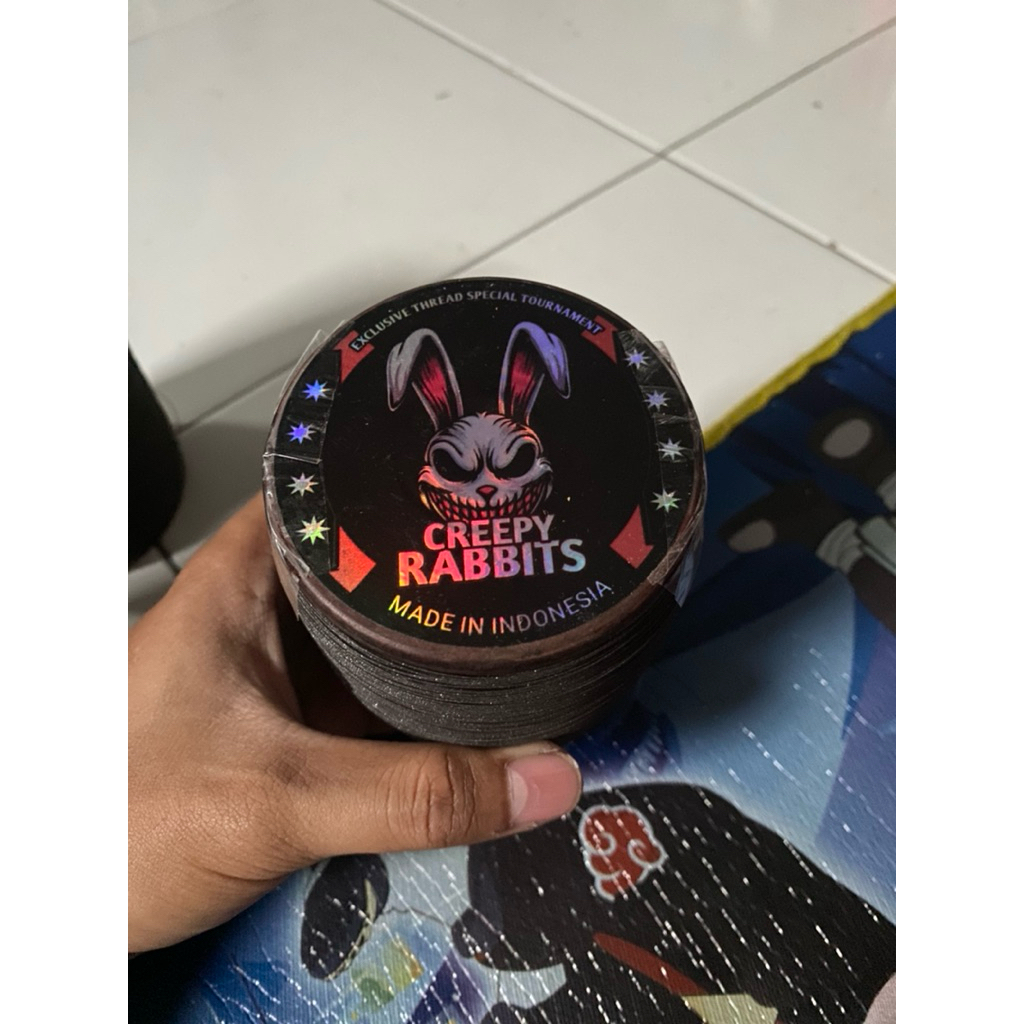 EXCLUSIVE THREAD SPECIAL TOURNAMENT
CREEPY
RABBITS
MADE IN INDONESIA